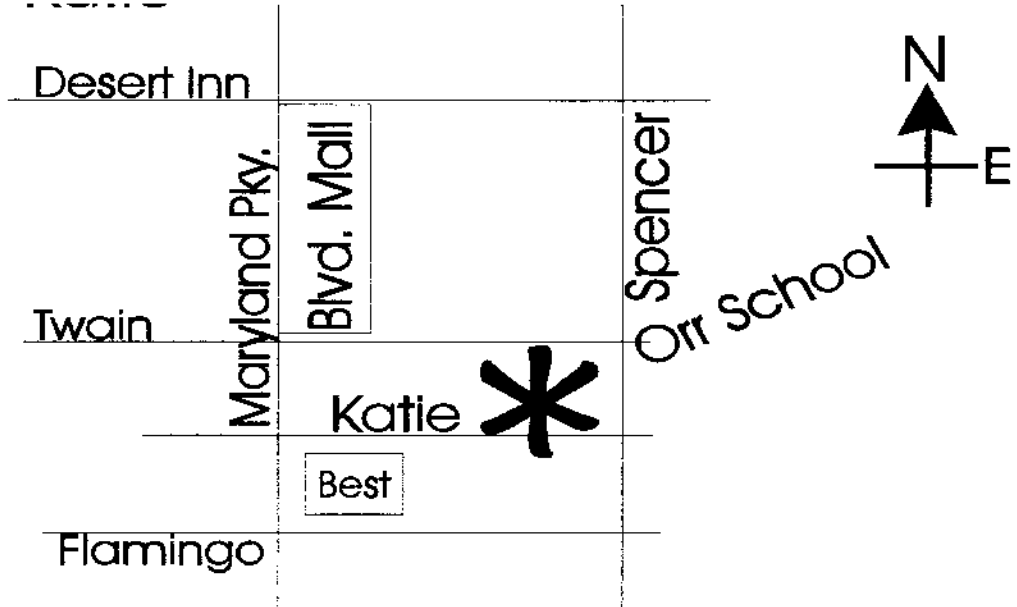 Desert Inn
N
E
Maryland Pky.
Blvd. Mall
Spencer
Orr School
Twain
Katie
Best
Flamingo